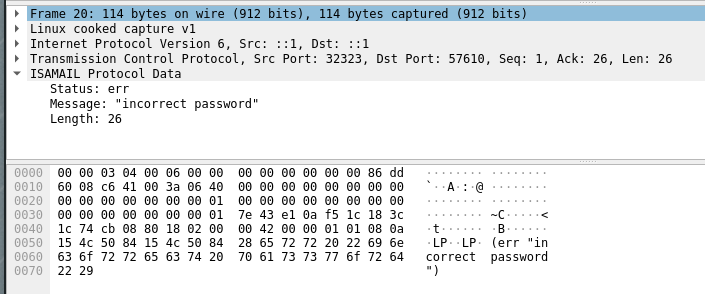 Frame 20: 114 bytes on wire (912 bits), 114 bytes captured (912 bits)
Linux cooked capture v1
Internet Protocol Version 6, Src: ::1, Dst: ::1
Transmission Control Protocol, Src Port: 32323, Dst Port: 57610, Seq: 1, Ack: 26, Len: 26
ISAMAIL Protocol Data
Status: err
Message: "incorrect password"
Length: 26
0000 00 00 03 04 00 06 00 00 00 00 00 00 00 00 86 dd ········ ········
0010 60 08 c6 41 00 3a 06 40 00 00 00 00 00 00 00 00 `··A·:·@ ········
0020 00 00 00 00 00 00 00 01 00 00 00 00 00 00 00 00 ········ ········
0030 00 00 00 00 00 00 00 01 7e 43 e1 0a f5 1c 18 3c ········ ~C·····<
0040 1c 74 cb 08 80 18 02 00 00 42 00 00 01 01 08 0a ·t······ ·B······
0050 15 4c 50 84 15 4c 50 84 28 65 72 72 20 22 69 6e ·LP··LP· (err "in
0060 63 6f 72 72 65 63 74 20 70 61 73 73 77 6f 72 64 correct password
0070 22 29 ")